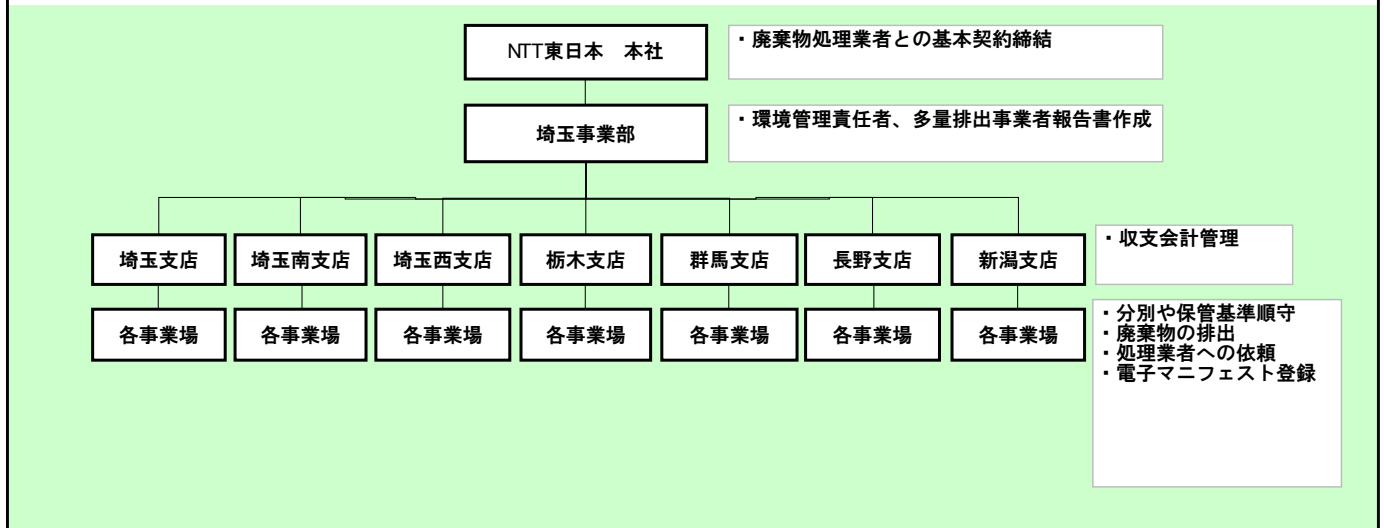 NTT東日本　本社
・廃棄物処理業者との基本契約締結
埼玉事業部
・環境管理責任者、多量排出事業者報告書作成
埼玉支店
埼玉南支店
埼玉西支店
栃木支店
群馬支店
長野支店
新潟支店
・収支会計管理
各事業場
各事業場
各事業場
各事業場
各事業場
各事業場
各事業場
・分別や保管基準順守
・廃棄物の排出
・処理業者への依頼
・電子マニフェスト登録